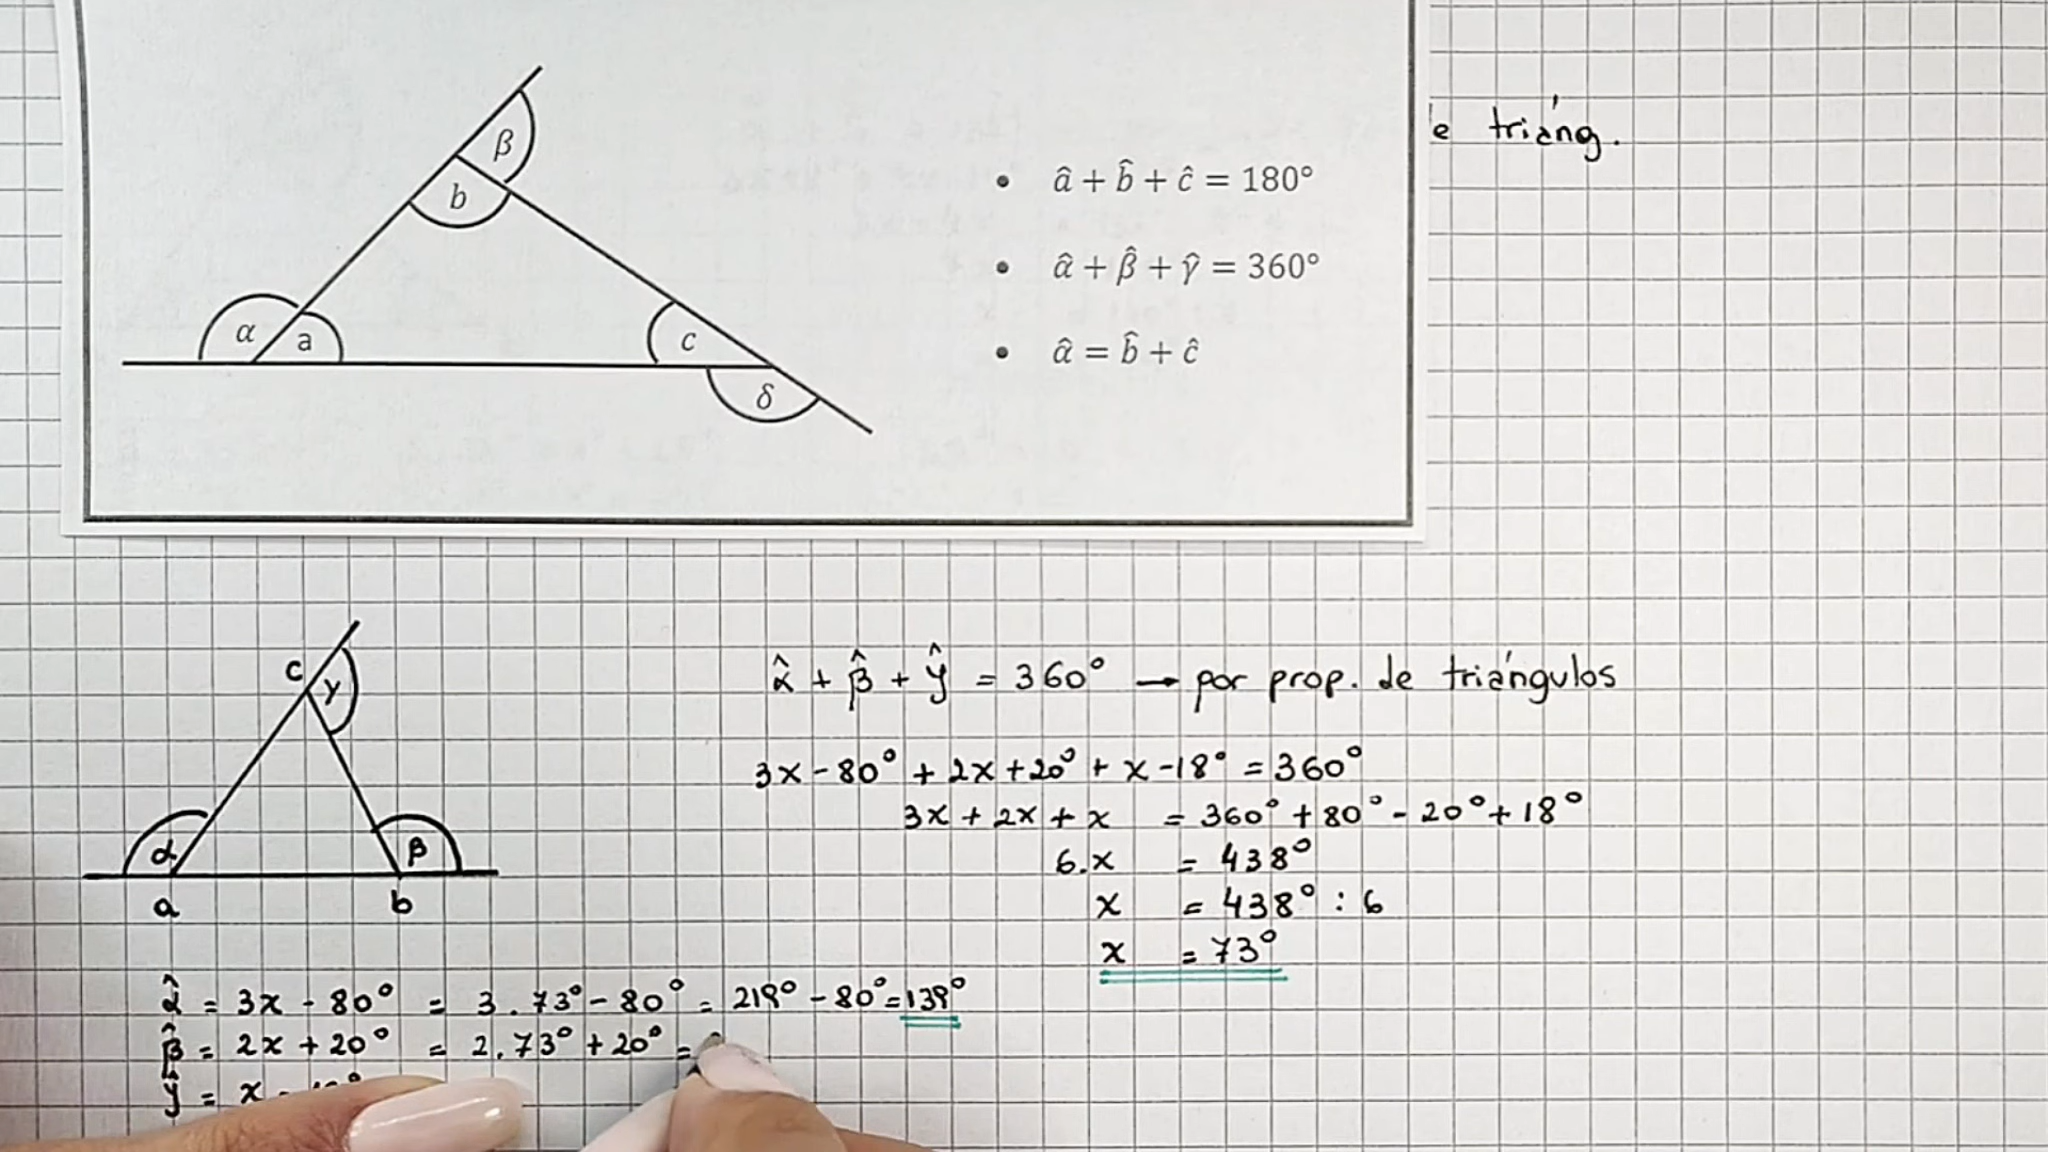 β
b
α a
c
δ
• â + b̂ + ĉ = 180°
• α̂ + β̂ + γ̂ = 360°
• α̂ = b̂ + ĉ
e triáng.
c
γ
α
β
a
b
α̂ + β̂ + γ̂ = 360° → por prop. de triángulos
3x - 80° + 2x + 20° + x - 18° = 360°
3x + 2x + x = 360° + 80° - 20° + 18°
6.x = 438°
x = 438° : 6
x = 73°
α̂ = 3x - 80° = 3 . 73° - 80° = 219° - 80° = 139°
β̂ = 2x + 20° = 2 . 73° + 20° =
γ̂ = x -